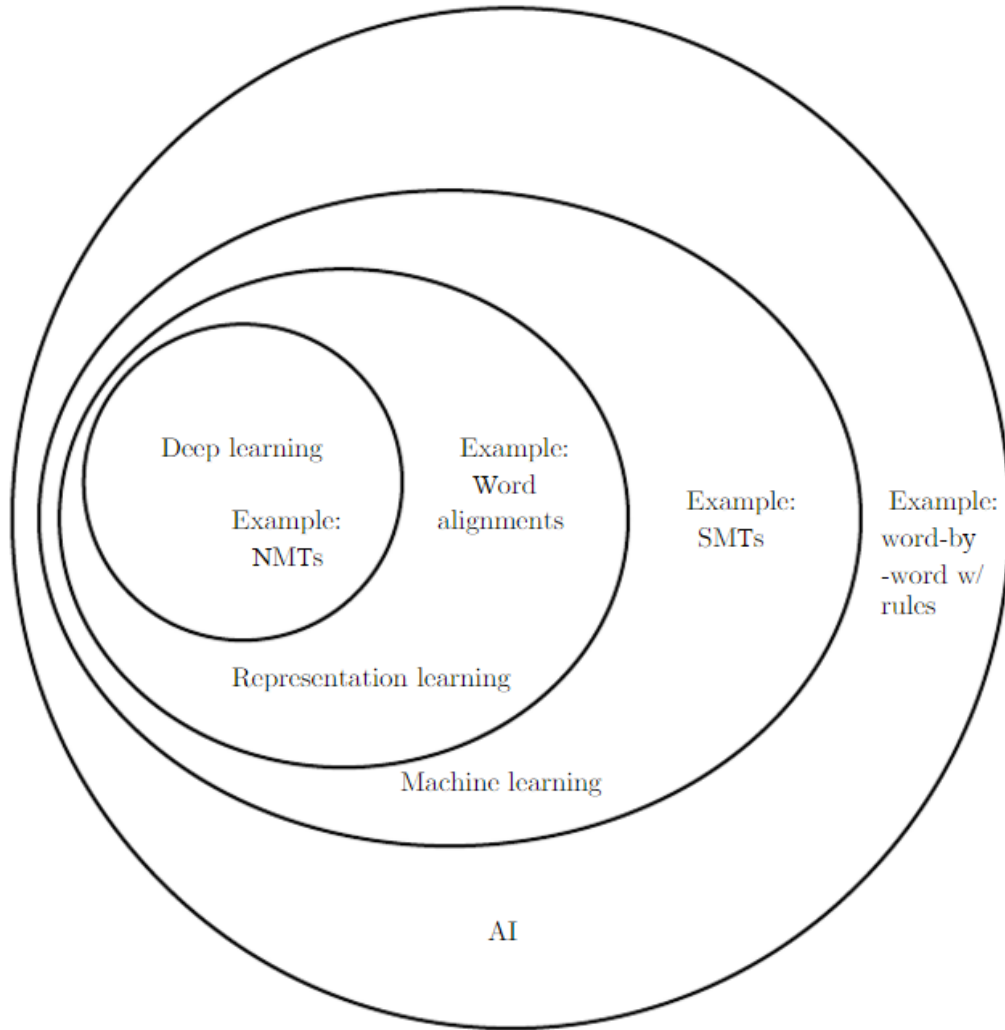 Deep learning
Example:
NMTs
Example:
Word
alignments
Example:
SMTs
Example:
word-by
-word w/
rules
Representation learning
Machine learning
AI